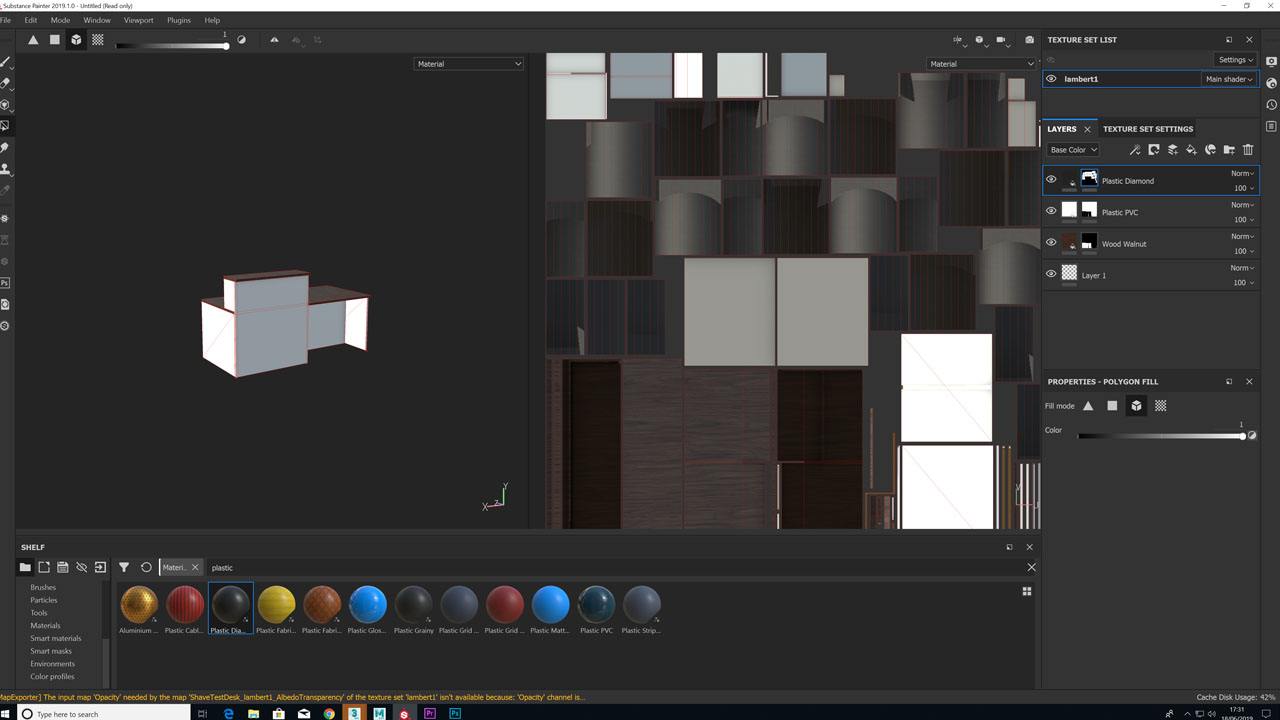 Substance Painter 2019.1.0 - Untitled (Read only)
File Edit Mode Window Viewport Plugins Help
1
Material
Material
TEXTURE SET LIST
Settings
lambert1
Main shader
LAYERS
TEXTURE SET SETTINGS
Base Color
Plastic Diamond
Norm
100
Plastic PVC
Norm
100
Wood Walnut
Norm
100
Layer 1
Norm
100
PROPERTIES - POLYGON FILL
Fill mode
Color
1
Ps
Y
X
Z
SHELF
Materi...
plastic
Brushes
Particles
Tools
Materials
Smart materials
Smart masks
Environments
Color profiles
Aluminium ...
Plastic Cabl...
Plastic Dia...
Plastic Fabri...
Plastic Fabri...
Plastic Glos...
Plastic Grainy
Plastic Grid ...
Plastic Grid ...
Plastic Matt...
Plastic PVC
Plastic Strip...
MapExporter] The input map 'Opacity' needed by the map 'ShaveTestDesk_lambert1_AlbedoTransparency' of the texture set 'lambert1' isn't available because: 'Opacity' channel is...
Cache Disk Usage: 42%
Type here to search
17:31
18/06/2019